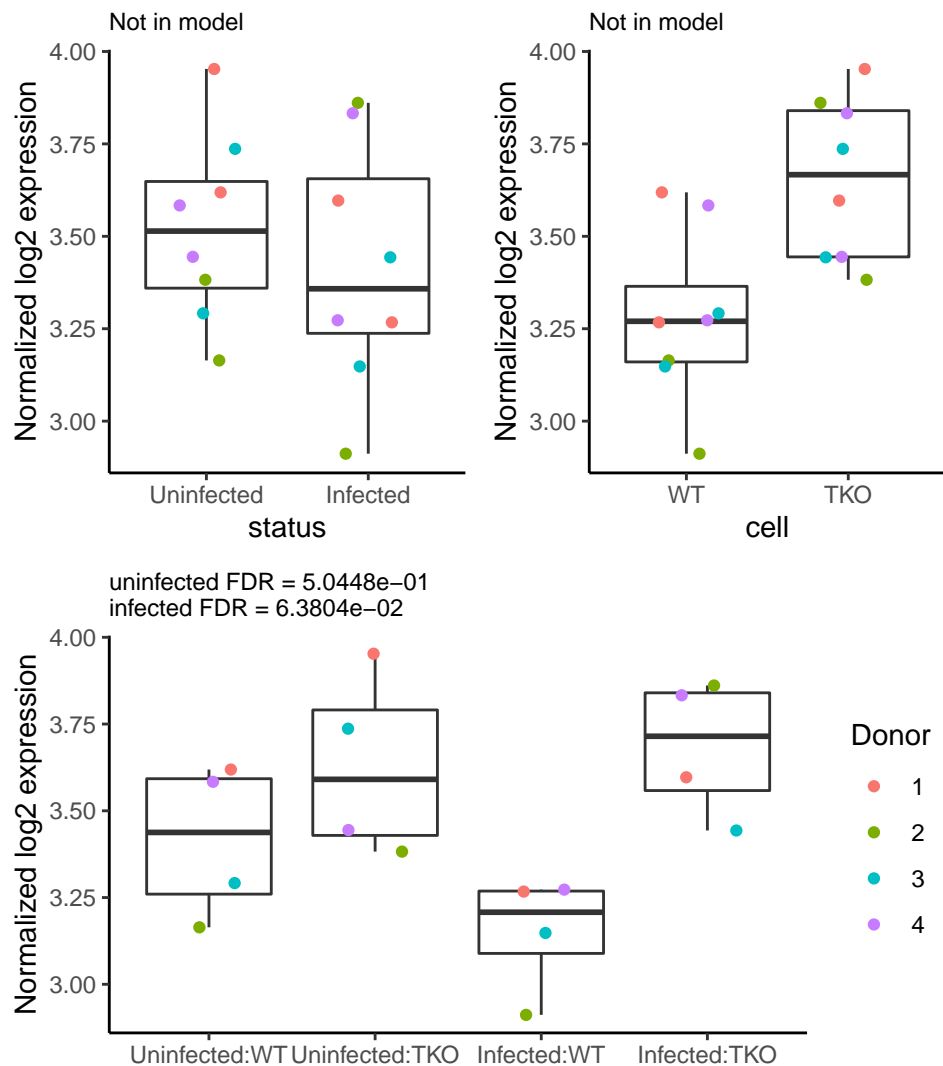 Not in model
Normalized log2 expression
4.00
3.75
3.50
3.25
3.00
Uninfected Infected
status
Not in model
Normalized log2 expression
4.00
3.75
3.50
3.25
3.00
WT TKO
cell
uninfected FDR = 5.0448e−01
infected FDR = 6.3804e−02
Normalized log2 expression
4.00
3.75
3.50
3.25
3.00
Uninfected:WT Uninfected:TKO Infected:WT Infected:TKO
Donor
1
2
3
4